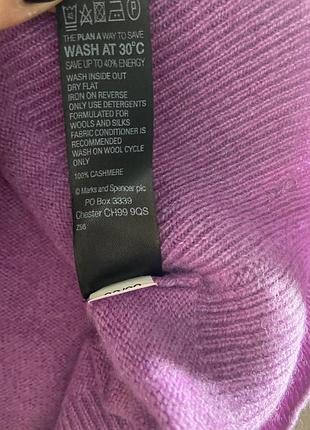 THE PLAN A WAY TO SAVE
WASH AT 30°C
SAVE UP TO 40% ENERGY
WASH INSIDE OUT
DRY FLAT
IRON ON REVERSE
ONLY USE DETERGENTS
FORMULATED FOR
WOOLS AND SILKS
FABRIC CONDITIONER IS
RECOMMENDED
WASH ON WOOL CYCLE
ONLY
100% CASHMERE
© Marks and Spencer plc
PO Box 3339
Chester CH99 9QS